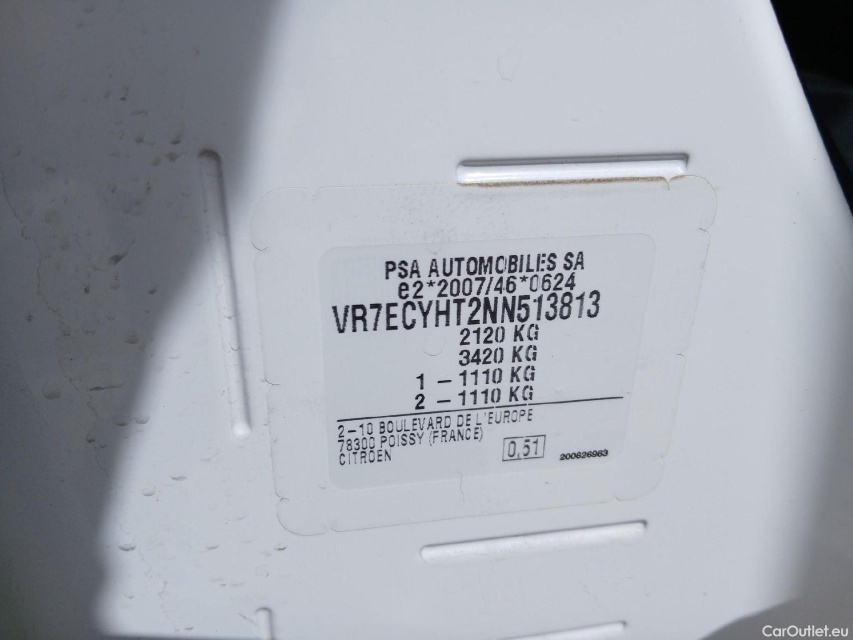 PSA AUTOMOBILES SA
e2*2007/46*0624
VR7ECYHT2NN513813
2120 KG
3420 KG
1 - 1110 KG
2 - 1110 KG
2-10 BOULEVARD DE L'EUROPE
78300 POISSY (FRANCE)
CITROEN
0,51
200626963
CarOutlet.eu